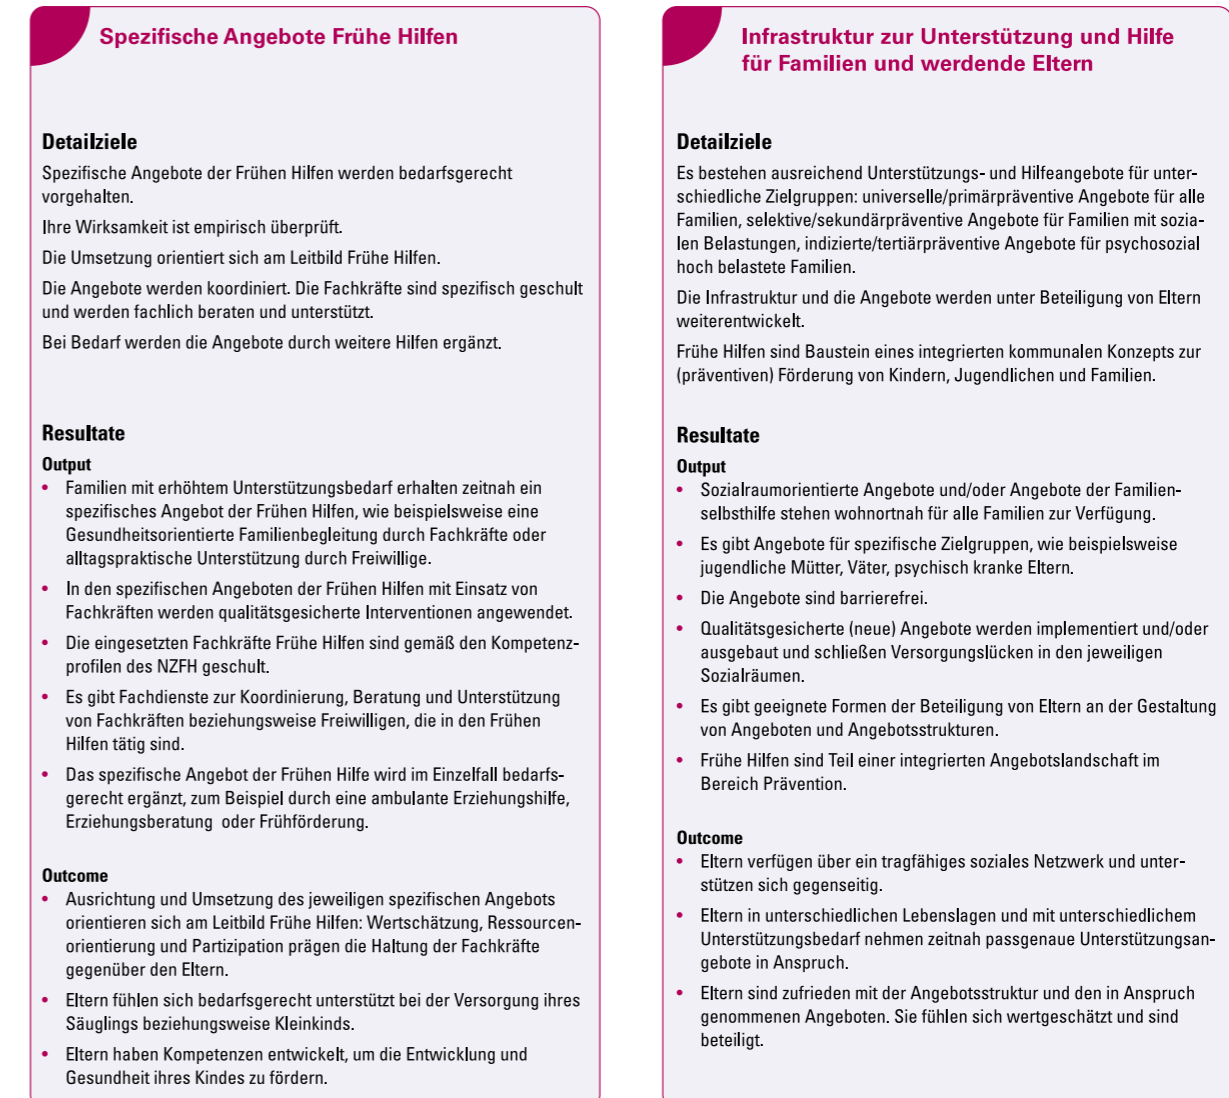 Spezifische Angebote Frühe Hilfen
Detailziele
Spezifische Angebote der Frühen Hilfen werden bedarfsgerecht
vorgehalten.
Ihre Wirksamkeit ist empirisch überprüft.
Die Umsetzung orientiert sich am Leitbild Frühe Hilfen.
Die Angebote werden koordiniert. Die Fachkräfte sind spezifisch geschult
und werden fachlich beraten und unterstützt.
Bei Bedarf werden die Angebote durch weitere Hilfen ergänzt.
Resultate
Output
• Familien mit erhöhtem Unterstützungsbedarf erhalten zeitnah ein
spezifisches Angebot der Frühen Hilfen, wie beispielsweise eine
Gesundheitsorientierte Familienbegleitung durch Fachkräfte oder
alltagspraktische Unterstützung durch Freiwillige.
• In den spezifischen Angeboten der Frühen Hilfen mit Einsatz von
Fachkräften werden qualitätsgesicherte Interventionen angewendet.
• Die eingesetzten Fachkräfte Frühe Hilfen sind gemäß den Kompetenz-
profilen des NZFH geschult.
• Es gibt Fachdienste zur Koordinierung, Beratung und Unterstützung
von Fachkräften beziehungsweise Freiwilligen, die in den Frühen
Hilfen tätig sind.
• Das spezifische Angebot der Frühen Hilfe wird im Einzelfall bedarfs-
gerecht ergänzt, zum Beispiel durch eine ambulante Erziehungshilfe,
Erziehungsberatung oder Frühförderung.
Outcome
• Ausrichtung und Umsetzung des jeweiligen spezifischen Angebots
orientieren sich am Leitbild Frühe Hilfen: Wertschätzung, Ressourcen-
orientierung und Partizipation prägen die Haltung der Fachkräfte
gegenüber den Eltern.
• Eltern fühlen sich bedarfsgerecht unterstützt bei der Versorgung ihres
Säuglings beziehungsweise Kleinkinds.
• Eltern haben Kompetenzen entwickelt, um die Entwicklung und
Gesundheit ihres Kindes zu fördern.
Infrastruktur zur Unterstützung und Hilfe
für Familien und werdende Eltern
Detailziele
Es bestehen ausreichend Unterstützungs- und Hilfeangebote für unter-
schiedliche Zielgruppen: universelle/primärpräventive Angebote für alle
Familien, selektive/sekundärpräventive Angebote für Familien mit sozia-
len Belastungen, indizierte/tertiärpräventive Angebote für psychosozial
hoch belastete Familien.
Die Infrastruktur und die Angebote werden unter Beteiligung von Eltern
weiterentwickelt.
Frühe Hilfen sind Baustein eines integrierten kommunalen Konzepts zur
(präventiven) Förderung von Kindern, Jugendlichen und Familien.
Resultate
Output
• Sozialraumorientierte Angebote und/oder Angebote der Familien-
selbsthilfe stehen wohnortnah für alle Familien zur Verfügung.
• Es gibt Angebote für spezifische Zielgruppen, wie beispielsweise
jugendliche Mütter, Väter, psychisch kranke Eltern.
• Die Angebote sind barrierefrei.
• Qualitätsgesicherte (neue) Angebote werden implementiert und/oder
ausgebaut und schließen Versorgungslücken in den jeweiligen
Sozialräumen.
• Es gibt geeignete Formen der Beteiligung von Eltern an der Gestaltung
von Angeboten und Angebotsstrukturen.
• Frühe Hilfen sind Teil einer integrierten Angebotslandschaft im
Bereich Prävention.
Outcome
• Eltern verfügen über ein tragfähiges soziales Netzwerk und unter-
stützen sich gegenseitig.
• Eltern in unterschiedlichen Lebenslagen und mit unterschiedlichem
Unterstützungsbedarf nehmen zeitnah passgenaue Unterstützungsan-
gebote in Anspruch.
• Eltern sind zufrieden mit der Angebotsstruktur und den in Anspruch
genommenen Angeboten. Sie fühlen sich wertgeschätzt und sind
beteiligt.